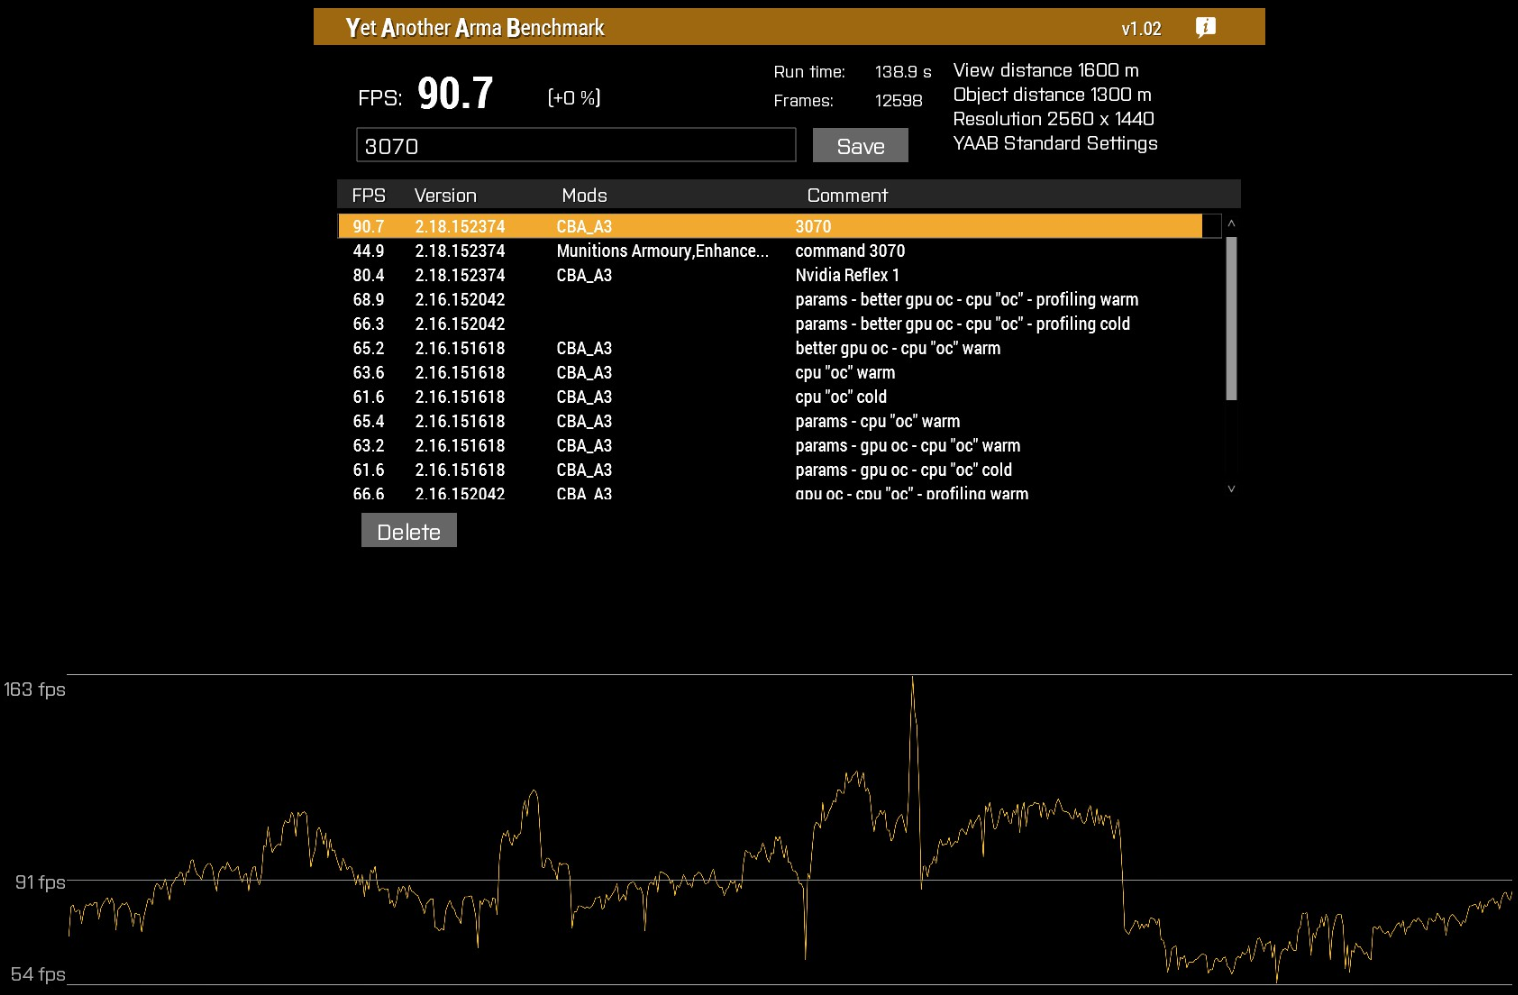 Yet Another Arma Benchmark v1.02
FPS: 90.7 (+0 %)
Run time: 138.9 s
Frames: 12598
View distance 1600 m
Object distance 1300 m
Resolution 2560 x 1440
YAAB Standard Settings
3070 Save
FPS Version Mods Comment
90.7 2.18.152374 CBA_A3 3070
44.9 2.18.152374 Munitions Armoury,Enhance... command 3070
80.4 2.18.152374 CBA_A3 Nvidia Reflex 1
68.9 2.16.152042 params - better gpu oc - cpu "oc" - profiling warm
66.3 2.16.152042 params - better gpu oc - cpu "oc" - profiling cold
65.2 2.16.151618 CBA_A3 better gpu oc - cpu "oc" warm
63.6 2.16.151618 CBA_A3 cpu "oc" warm
61.6 2.16.151618 CBA_A3 cpu "oc" cold
65.4 2.16.151618 CBA_A3 params - cpu "oc" warm
63.2 2.16.151618 CBA_A3 params - gpu oc - cpu "oc" warm
61.6 2.16.151618 CBA_A3 params - gpu oc - cpu "oc" cold
66.6 2.16.152042 CBA_A3 gpu oc - cpu "oc" - profiling warm
Delete
163 fps
91 fps
54 fps